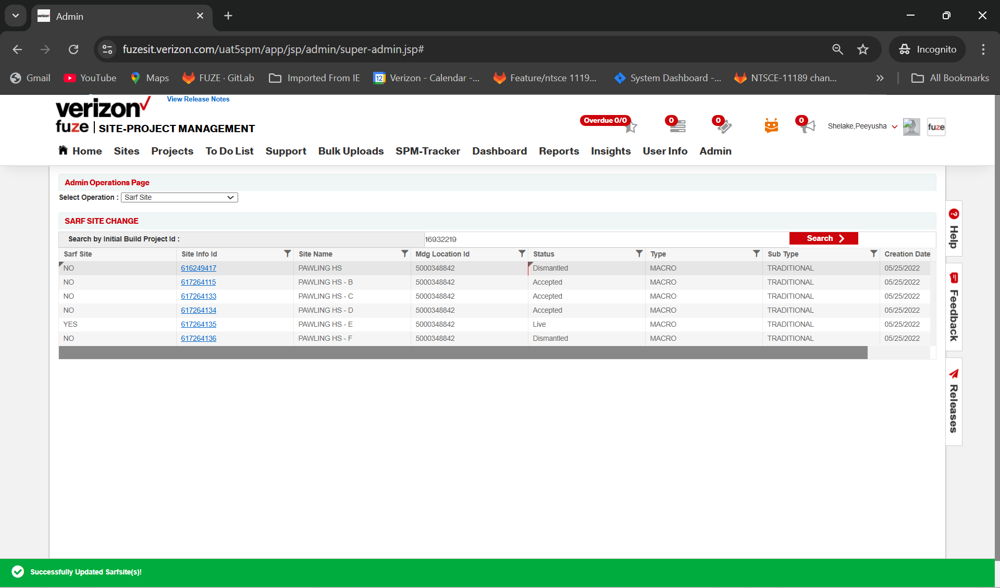 Admin
fuzesit.verizon.com/uat5spm/app/jsp/admin/super-admin.jsp#
Incognito
Gmail
YouTube
Maps
FUZE · GitLab
Imported From IE
12
Verizon - Calendar -...
Feature/ntsce 1119...
System Dashboard -...
NTSCE-11189 chan...
All Bookmarks
verizon
View Release Notes
fuze | SITE-PROJECT MANAGEMENT
Overdue 0/0
0
0
0
Shelake,Peeyusha
fuze
Home Sites Projects To Do List Support Bulk Uploads SPM-Tracker Dashboard Reports Insights User Info Admin
Admin Operations Page
Select Operation : Sarf Site
SARF SITE CHANGE
Search by Initial Build Project Id : 16932219 Search
Sarf Site Site Info Id Site Name Mdg Location Id Status Type Sub Type Creation Date
NO 616249417 PAWLING HS 5000348842 Dismantled MACRO TRADITIONAL 05/25/2022
NO 617264115 PAWLING HS - B 5000348842 Accepted MACRO TRADITIONAL 05/25/2022
NO 617264133 PAWLING HS - C 5000348842 Accepted MACRO TRADITIONAL 05/25/2022
NO 617264134 PAWLING HS - D 5000348842 Accepted MACRO TRADITIONAL 05/25/2022
YES 617264135 PAWLING HS - E 5000348842 Live MACRO TRADITIONAL 05/25/2022
NO 617264136 PAWLING HS - F 5000348842 Dismantled MACRO TRADITIONAL 05/25/2022
Help
Feedback
Releases
Successfully Updated Sarfsite(s)!